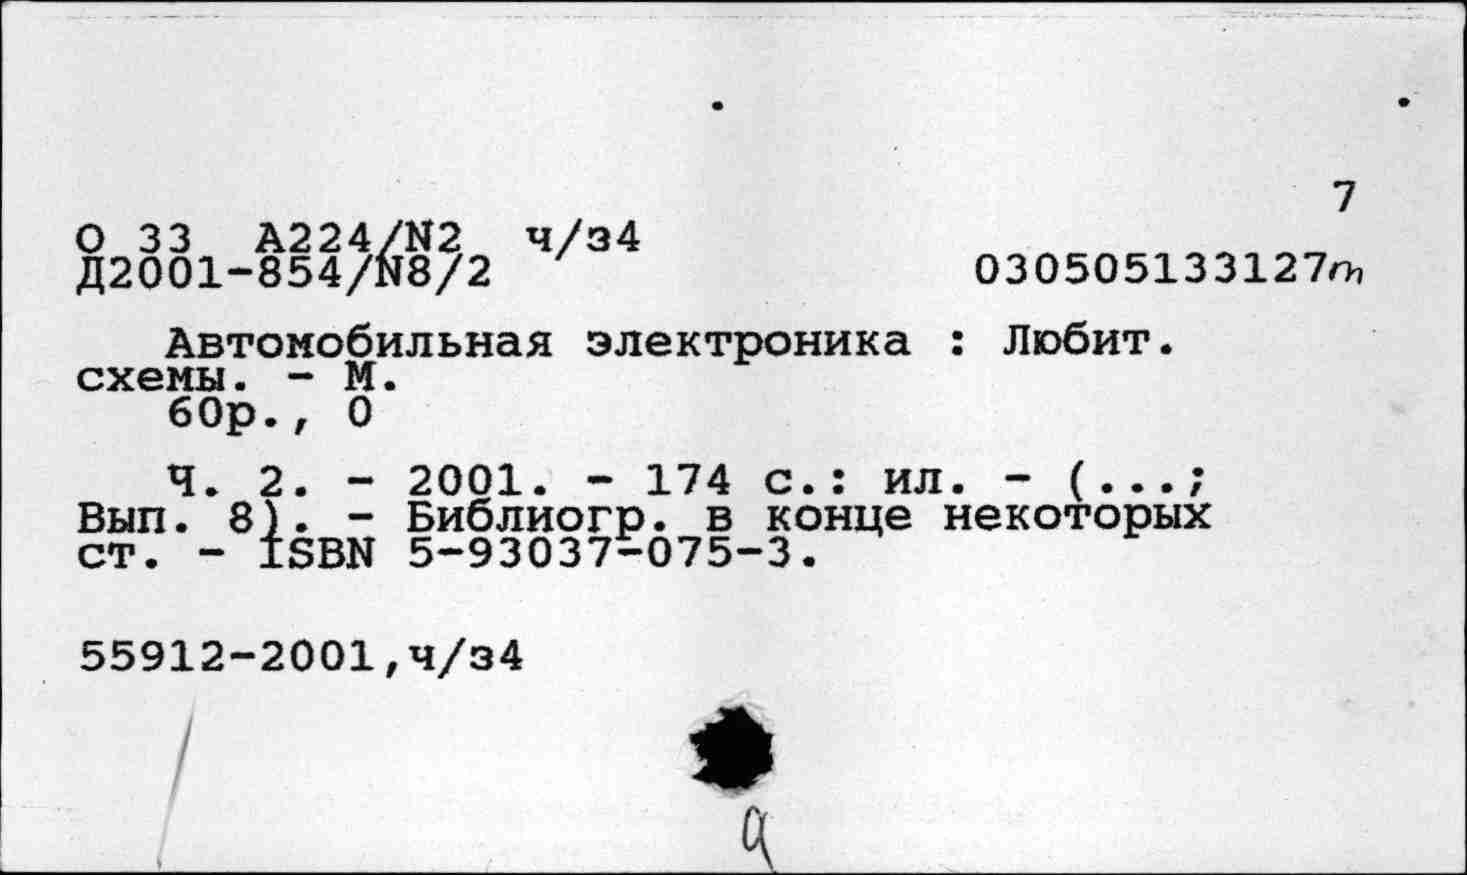 7
О 33 А224/N2 ч/з4
Д2001-854/N8/2
030505133127m
Автомобильная электроника : Любит.
схемы. - М.
60р., 0
Ч. 2. - 2001. - 174 с.: ил. - (...;
Вып. 8). - Библиогр. в конце некоторых
ст. - ISBN 5-93037-075-3.
55912-2001,ч/з4